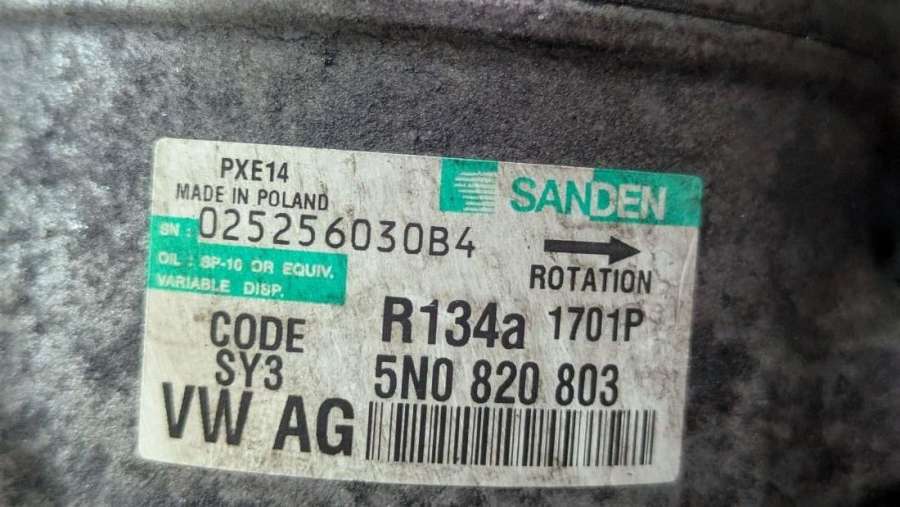 PXE14
MADE IN POLAND
SANDEN
SN : 025256030B4
OIL : SP-10 OR EQUIV.
VARIABLE DISP.
ROTATION
CODE
SY3
R134a 1701P
5N0 820 803
VW AG